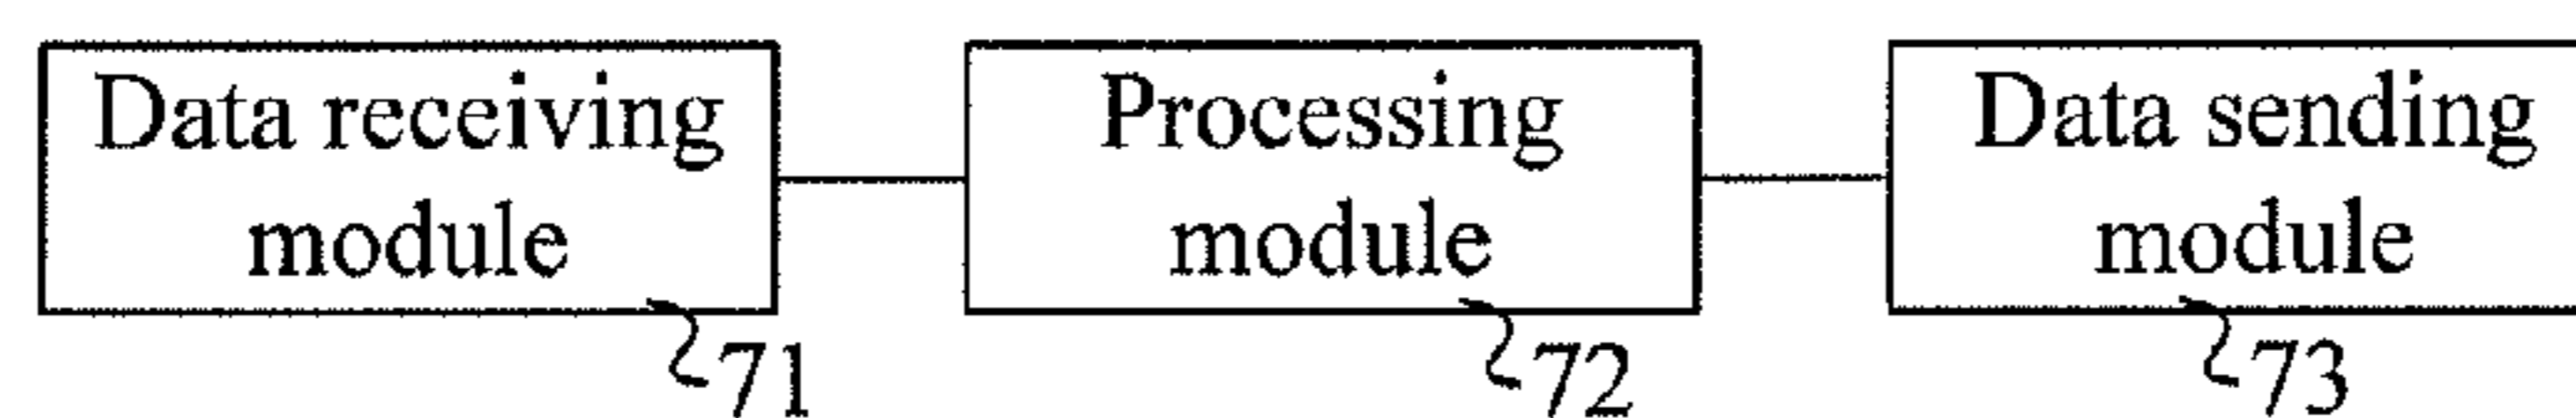 Data receiving
module
71
Processing
module
72
Data sending
module
73